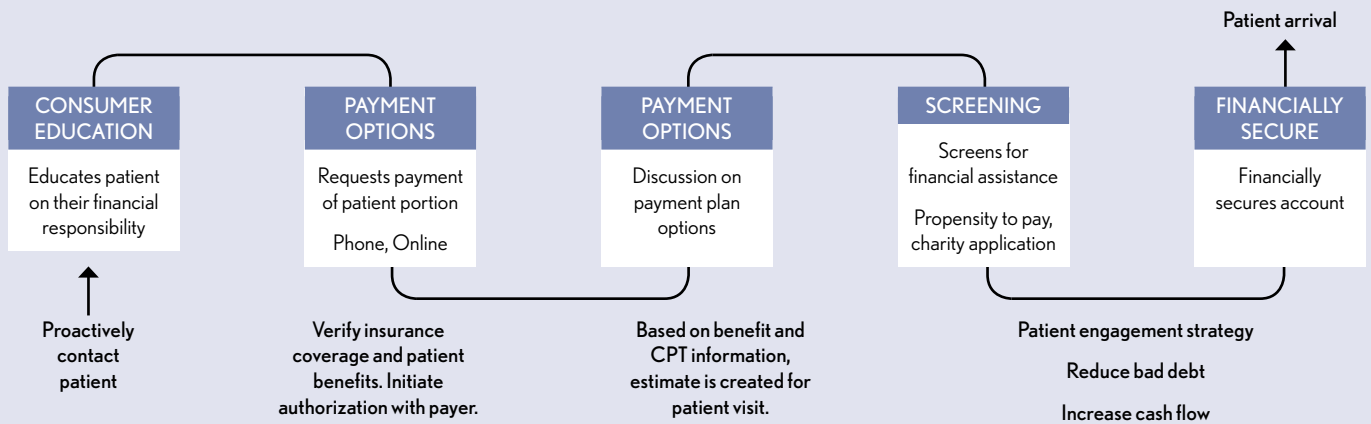 Patient arrival
CONSUMER
EDUCATION
Educates patient
on their financial
responsibility
PAYMENT
OPTIONS
Requests payment
of patient portion
Phone, Online
PAYMENT
OPTIONS
Discussion on
payment plan
options
SCREENING
Screens for
financial assistance
Propensity to pay,
charity application
FINANCIALLY
SECURE
Financially
secures account
Proactively
contact
patient
Verify insurance
coverage and patient
benefits. Initiate
authorization with payer.
Based on benefit and
CPT information,
estimate is created for
patient visit.
Patient engagement strategy
Reduce bad debt
Increase cash flow